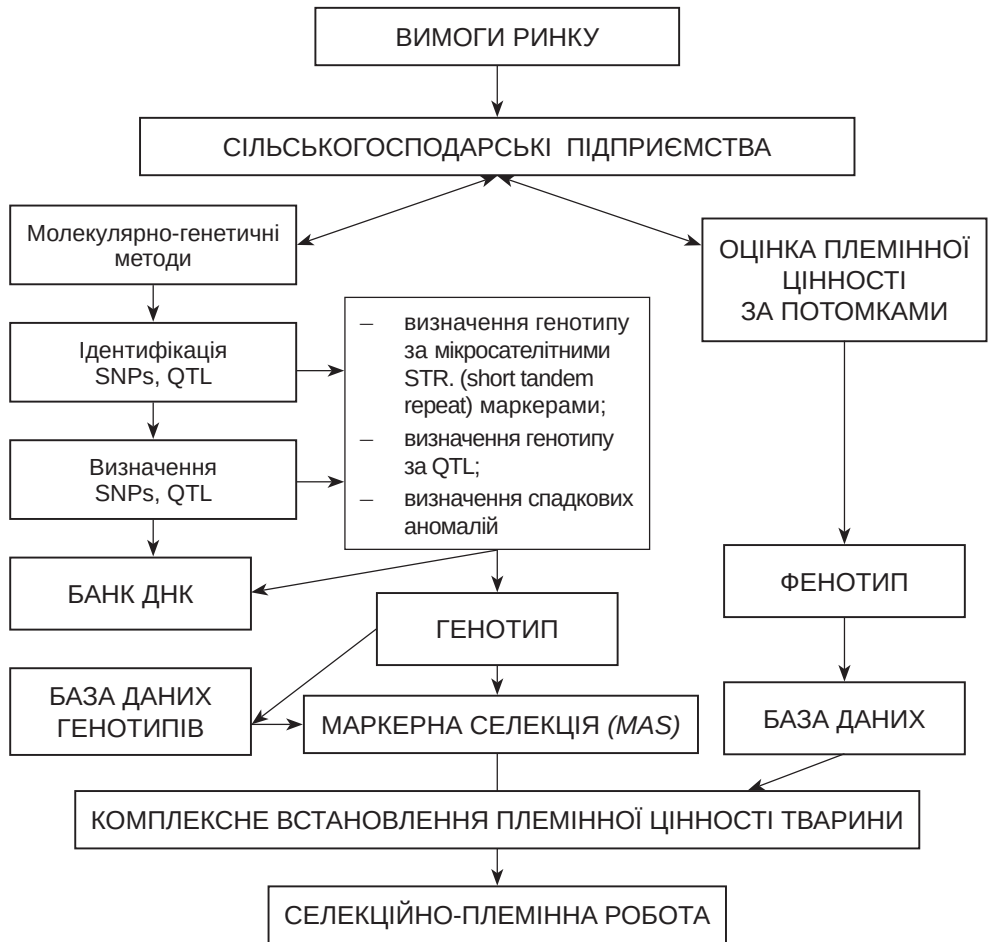 ВИМОГИ РИНКУ
СІЛЬСЬКОГОСПОДАРСЬКІ ПІДПРИЄМСТВА
Молекулярно-генетичні
методи
ОЦІНКА ПЛЕМІННОЇ
ЦІННОСТІ
ЗА ПОТОМКАМИ
Ідентифікація
SNPs, QTL
– визначення генотипу
за мікросателітними
STR. (short tandem
repeat) маркерами;
– визначення генотипу
за QTL;
– визначення спадкових
аномалій
Визначення
SNPs, QTL
БАНК ДНК
ФЕНОТИП
ГЕНОТИП
БАЗА ДАНИХ
ГЕНОТИПІВ
МАРКЕРНА СЕЛЕКЦІЯ (MAS)
БАЗА ДАНИХ
КОМПЛЕКСНЕ ВСТАНОВЛЕННЯ ПЛЕМІННОЇ ЦІННОСТІ ТВАРИНИ
СЕЛЕКЦІЙНО-ПЛЕМІННА РОБОТА